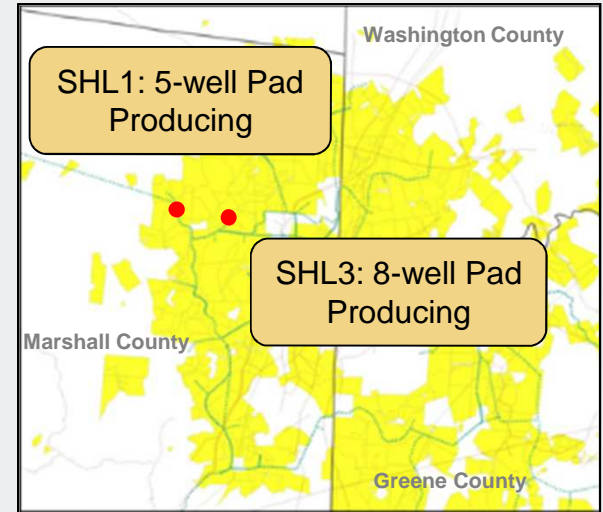 Washington County
SHL1: 5-well Pad
Producing
SHL3: 8-well Pad
Producing
Marshall County
Greene County